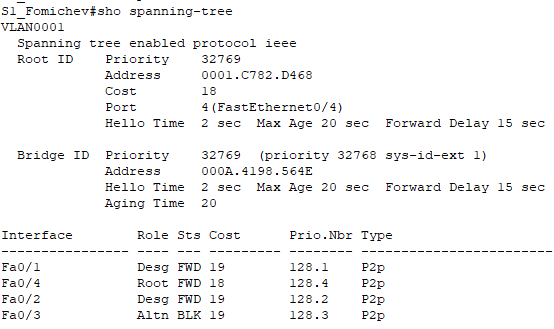 S1_Fomichev#sho spanning-tree
VLAN0001
  Spanning tree enabled protocol ieee
  Root ID    Priority    32769
             Address     0001.C782.D468
             Cost        18
             Port        4(FastEthernet0/4)
             Hello Time  2 sec  Max Age 20 sec  Forward Delay 15 sec

  Bridge ID  Priority    32769  (priority 32768 sys-id-ext 1)
             Address     000A.4198.564E
             Hello Time  2 sec  Max Age 20 sec  Forward Delay 15 sec
             Aging Time  20

Interface        Role Sts Cost      Prio.Nbr Type
---------------- ---- --- --------- -------- --------------------------------
Fa0/1            Desg FWD 19        128.1    P2p
Fa0/4            Root FWD 18        128.4    P2p
Fa0/2            Desg FWD 19        128.2    P2p
Fa0/3            Altn BLK 19        128.3    P2p